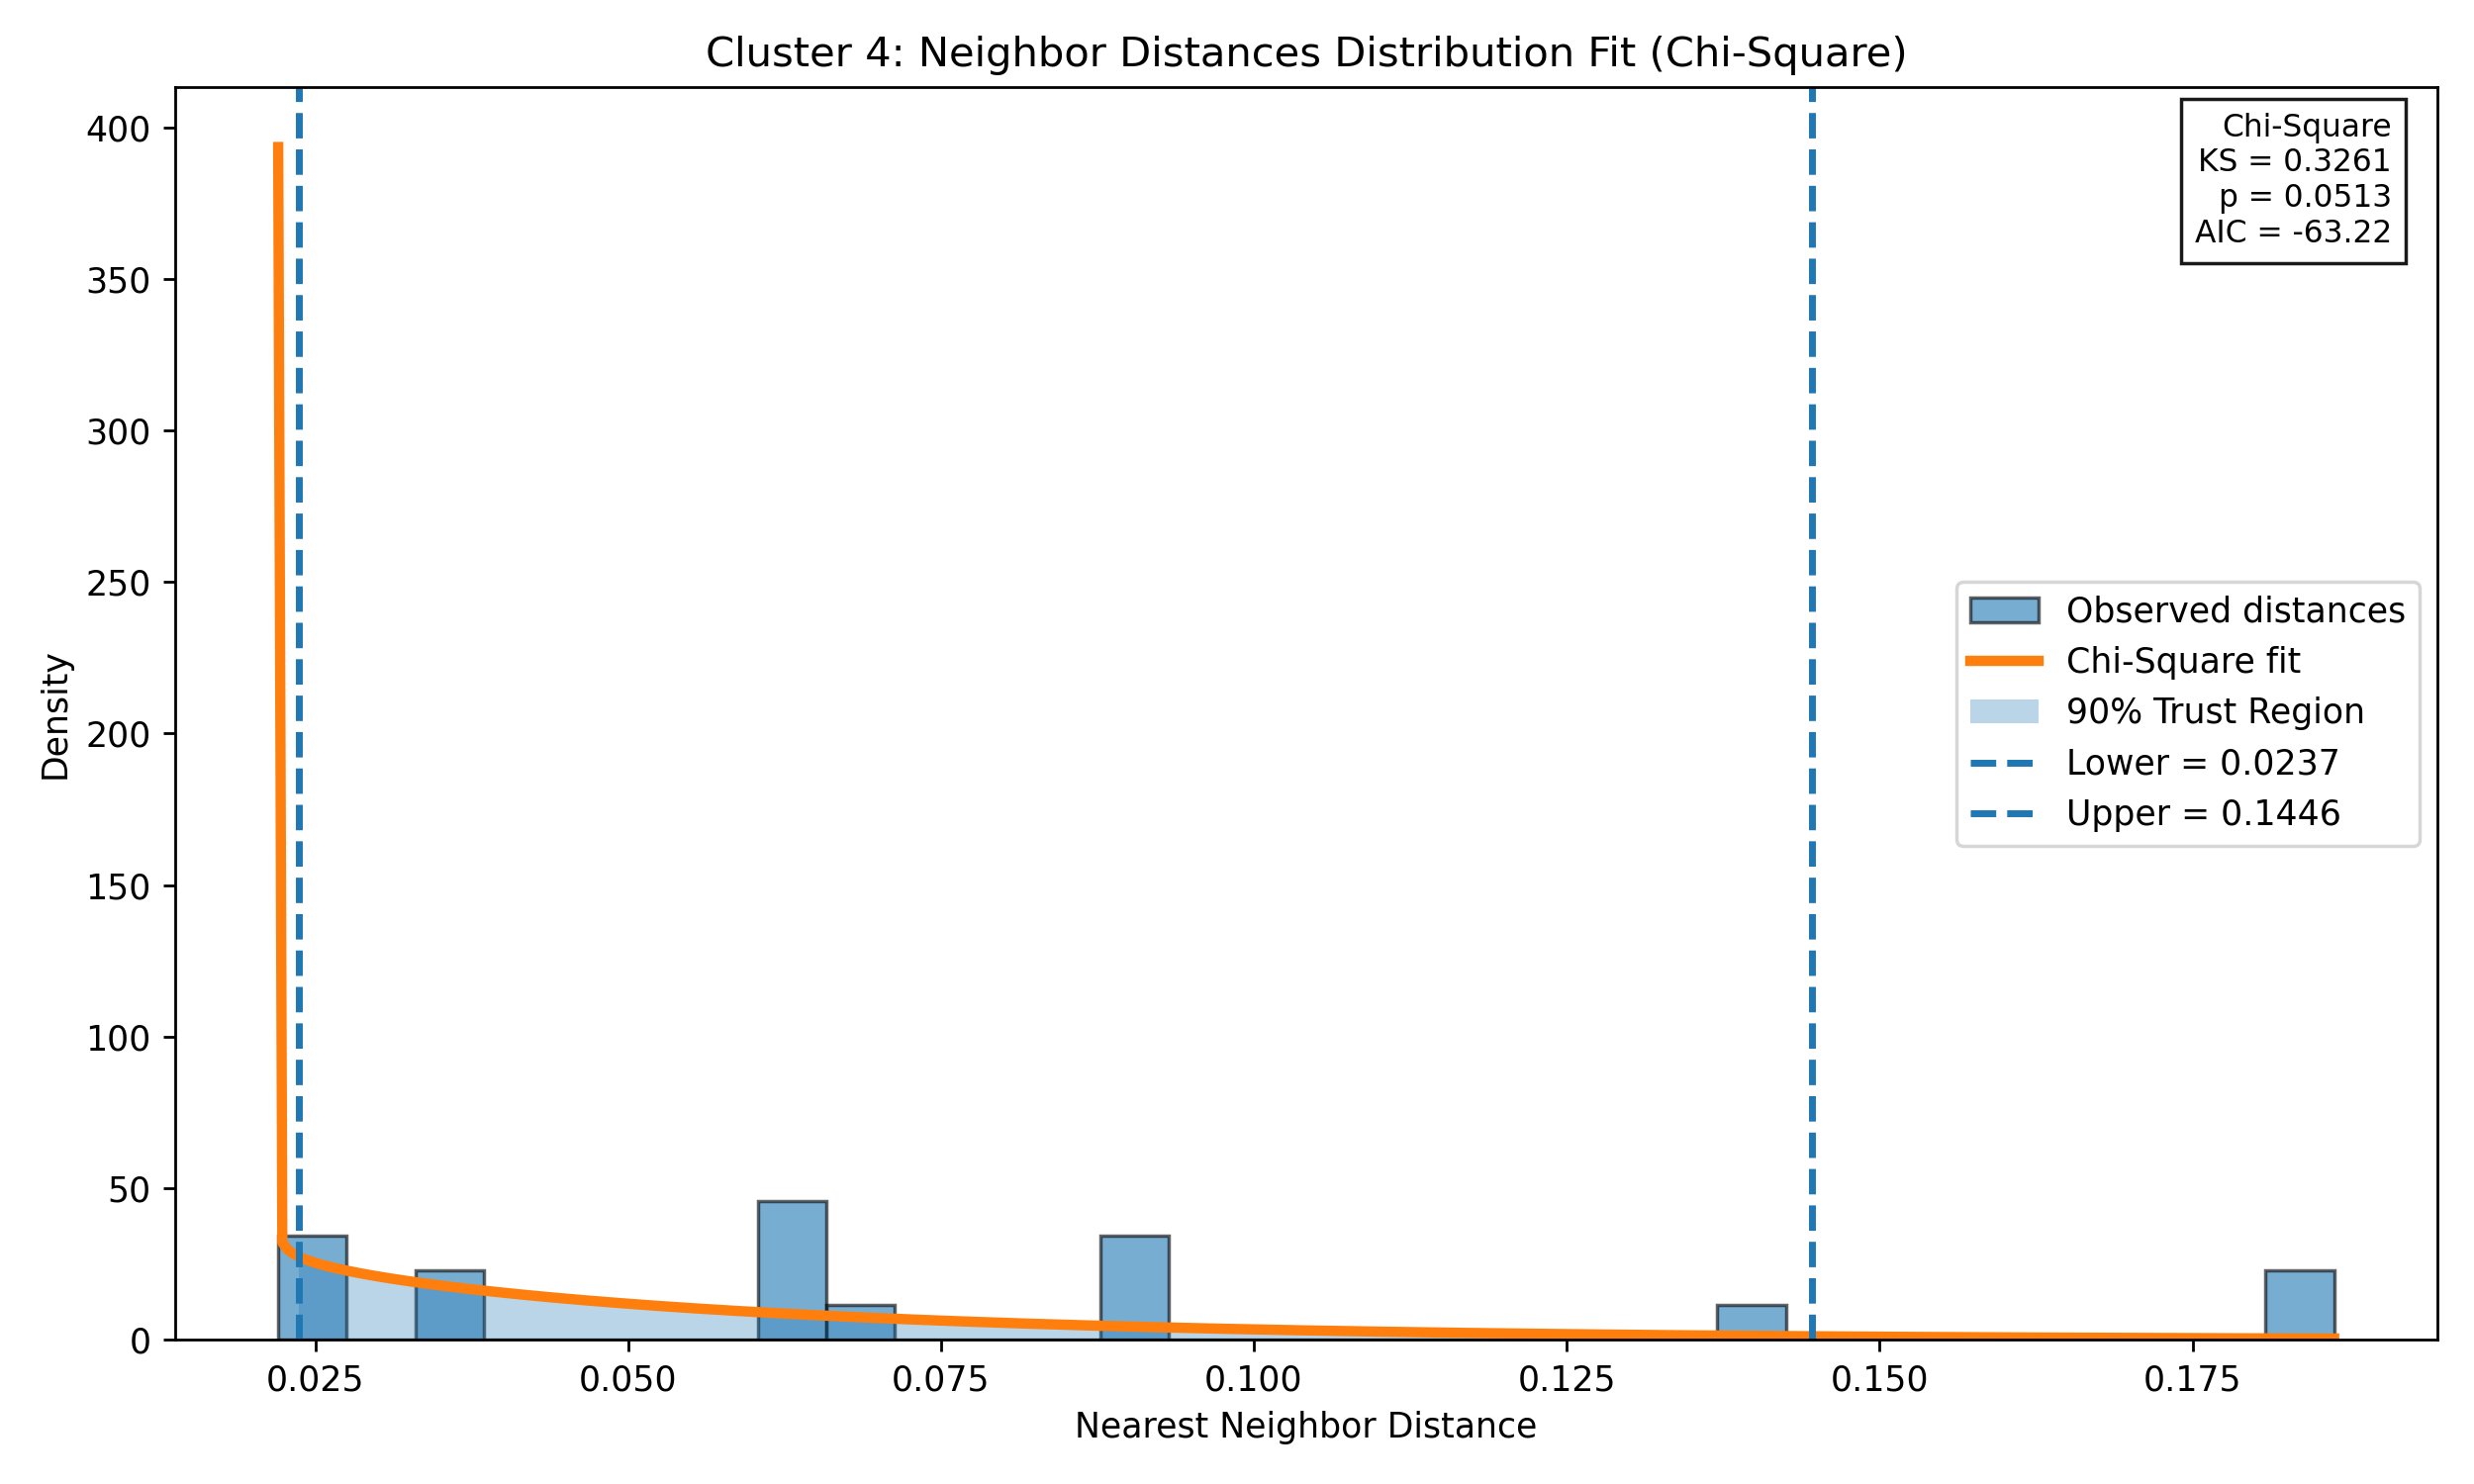 Cluster 4: Neighbor Distances Distribution Fit (Chi-Square)
Chi-Square
KS = 0.3261
p = 0.0513
AIC = -63.22
Density
400
350
300
250
200
150
100
50
0
Observed distances
Chi-Square fit
90% Trust Region
Lower = 0.0237
Upper = 0.1446
0.025 0.050 0.075 0.100 0.125 0.150 0.175
Nearest Neighbor Distance